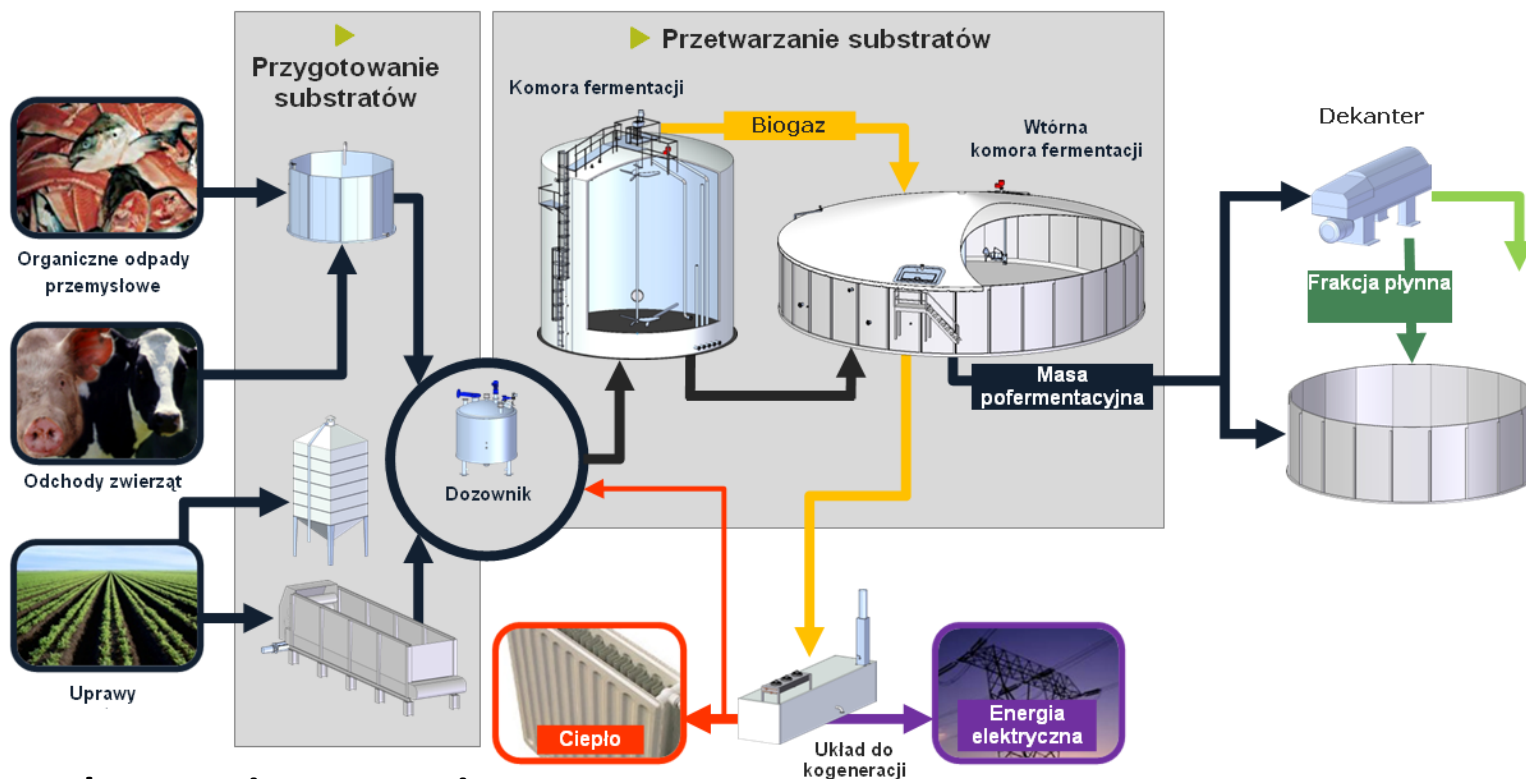 Przygotowanie
substratów
Przetwarzanie substratów
Komora fermentacji
Biogaz
Wtórna
komora fermentacji
Dekanter
Organiczne odpady
przemysłowe
Frakcja płynna
Masa
pofermentacyjna
Odchody zwierząt
Dozownik
Uprawy
Ciepło
Energia
elektryczna
Układ do
kogeneracji